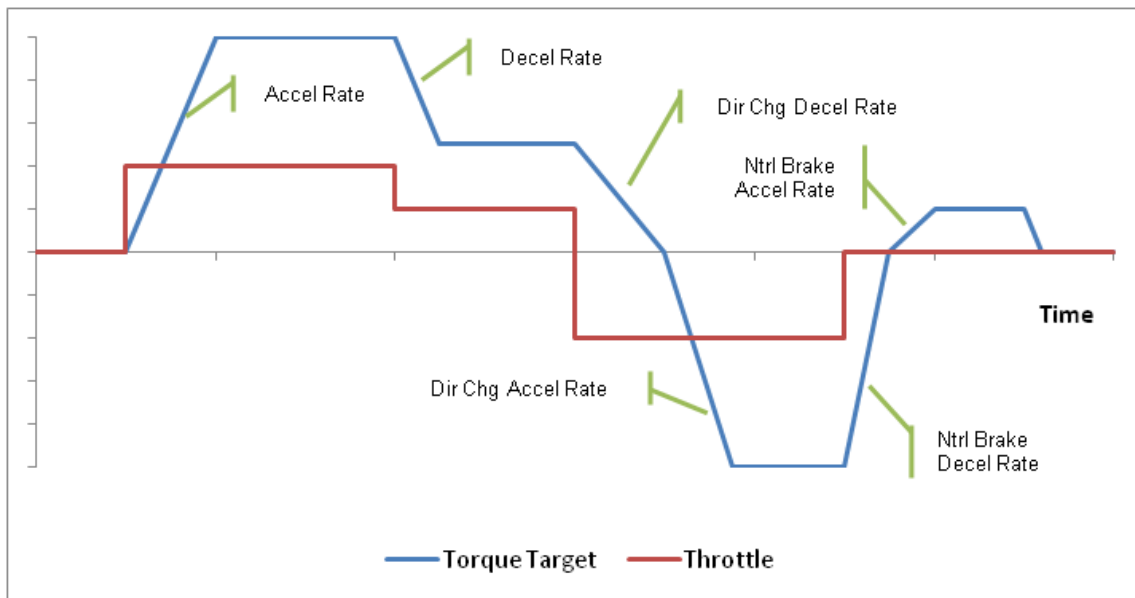 Decel Rate
Accel Rate
Dir Chg Decel Rate
Ntrl Brake
Accel Rate
Time
Dir Chg Accel Rate
Ntrl Brake
Decel Rate
Torque Target
Throttle